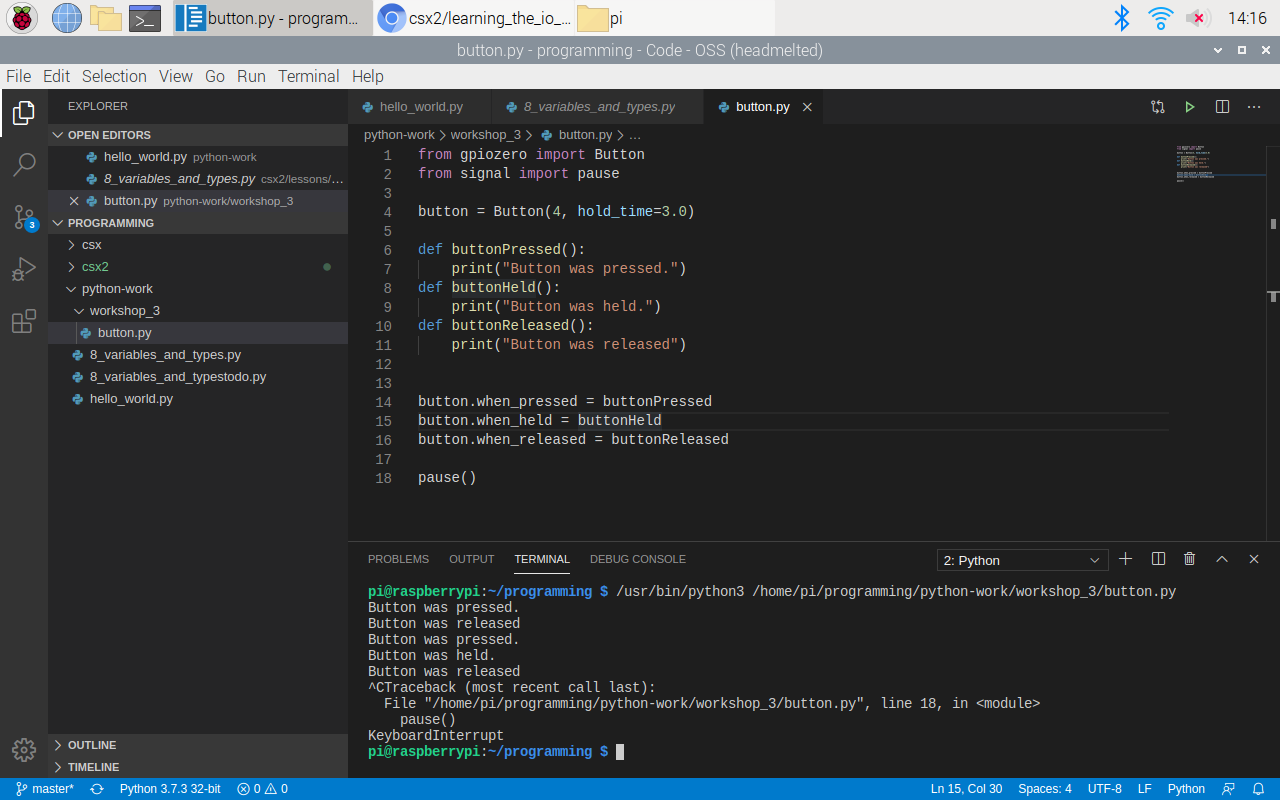 button.py - program...
csx2/learning_the_io_...
pi
14:16
button.py - programming - Code - OSS (headmelted)
File Edit Selection View Go Run Terminal Help
EXPLORER
OPEN EDITORS
hello_world.py python-work
8_variables_and_types.py csx2/lessons/...
button.py python-work/workshop_3
PROGRAMMING
csx
csx2
python-work
workshop_3
button.py
8_variables_and_types.py
8_variables_and_typestodo.py
hello_world.py
OUTLINE
TIMELINE
3
hello_world.py
8_variables_and_types.py
button.py
python-work > workshop_3 > button.py > ...
1 from gpiozero import Button
2 from signal import pause
3
4 button = Button(4, hold_time=3.0)
5
6 def buttonPressed():
7     print("Button was pressed.")
8 def buttonHeld():
9     print("Button was held.")
10 def buttonReleased():
11     print("Button was released")
12
13
14 button.when_pressed = buttonPressed
15 button.when_held = buttonHeld
16 button.when_released = buttonReleased
17
18 pause()
PROBLEMS OUTPUT TERMINAL DEBUG CONSOLE
2: Python
pi@raspberrypi:~/programming $ /usr/bin/python3 /home/pi/programming/python-work/workshop_3/button.py
Button was pressed.
Button was released
Button was pressed.
Button was held.
Button was released
^CTraceback (most recent call last):
  File "/home/pi/programming/python-work/workshop_3/button.py", line 18, in <module>
    pause()
KeyboardInterrupt
pi@raspberrypi:~/programming $
master*
Python 3.7.3 32-bit
0 0
Ln 15, Col 30
Spaces: 4
UTF-8
LF
Python